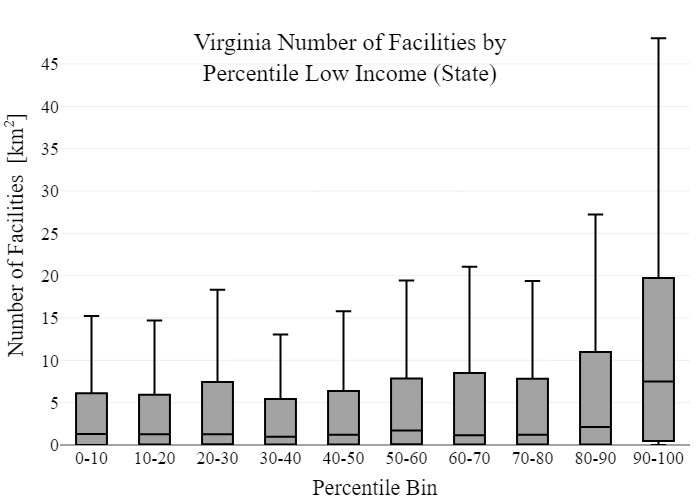 Virginia Number of Facilities by
Percentile Low Income (State)
Number of Facilities [km²]
45
40
35
30
25
20
15
10
5
0
0-10 10-20 20-30 30-40 40-50 50-60 60-70 70-80 80-90 90-100
Percentile Bin